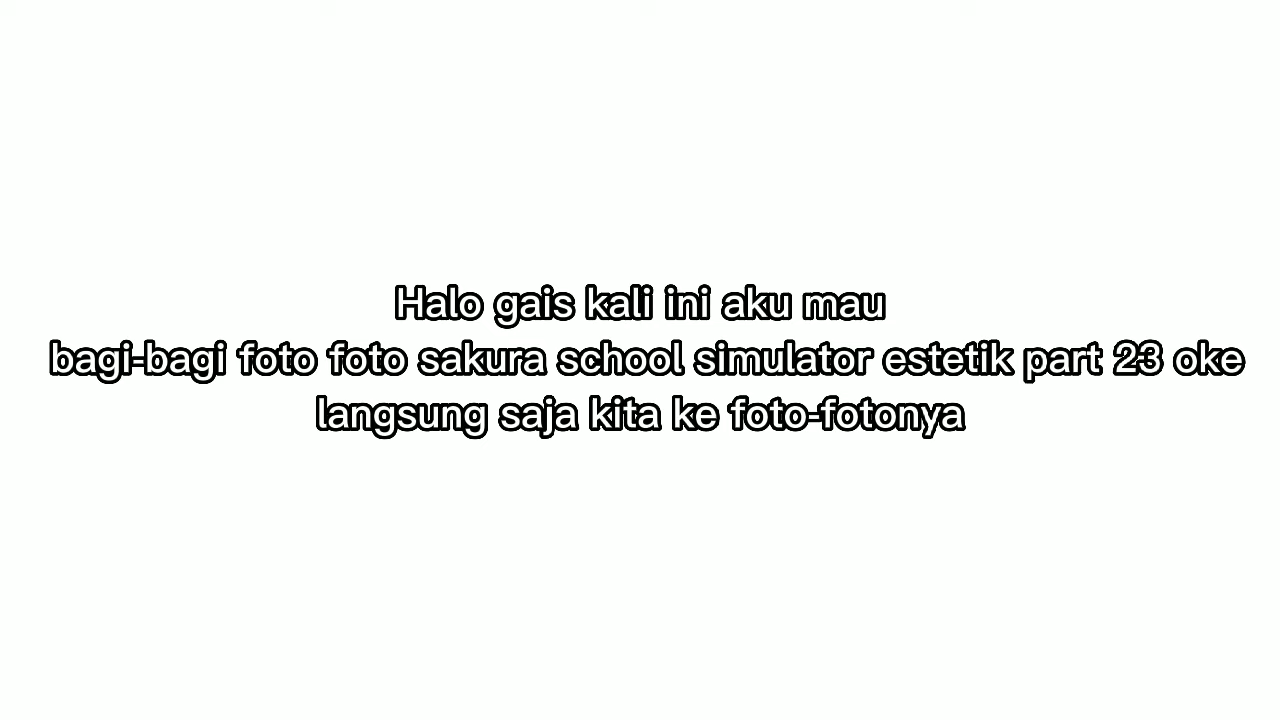 Halo gais kali ini aku mau
bagi-bagi foto foto sakura school simulator estetik part 23 oke
langsung saja kita ke foto-fotonya